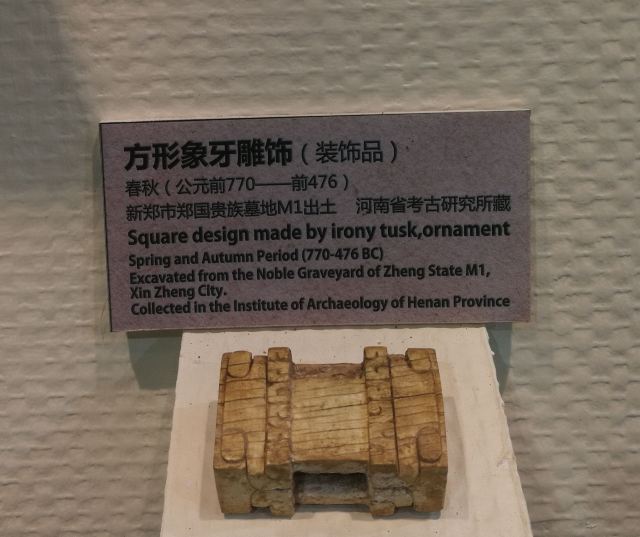 方形象牙雕饰（装饰品）
春秋（公元前770——前476）
新郑市郑国贵族墓地M1出土 河南省考古研究所藏
Square design made by irony tusk,ornament
Spring and Autumn Period (770-476 BC)
Excavated from the Noble Graveyard of Zheng State M1,
Xin Zheng City.
Collected in the Institute of Archaeology of Henan Province